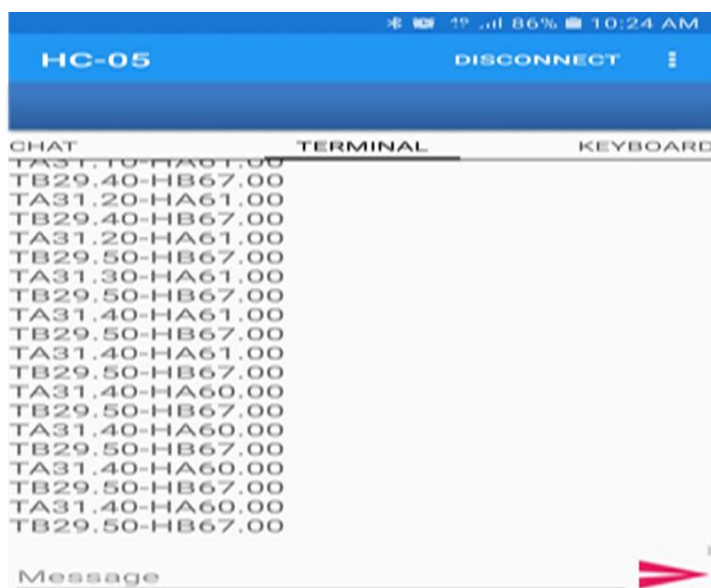 86% 10:24 AM
HC-05 DISCONNECT
CHAT TERMINAL KEYBOARD
TA31.10-HA61.00
TB29.40-HB67.00
TA31.20-HA61.00
TB29.40-HB67.00
TA31.20-HA61.00
TB29.50-HB67.00
TA31.30-HA61.00
TB29.50-HB67.00
TA31.40-HA61.00
TB29.50-HB67.00
TA31.40-HA61.00
TB29.50-HB67.00
TA31.40-HA60.00
TB29.50-HB67.00
TA31.40-HA60.00
TB29.50-HB67.00
TA31.40-HA60.00
TB29.50-HB67.00
TA31.40-HA60.00
TB29.50-HB67.00
Message